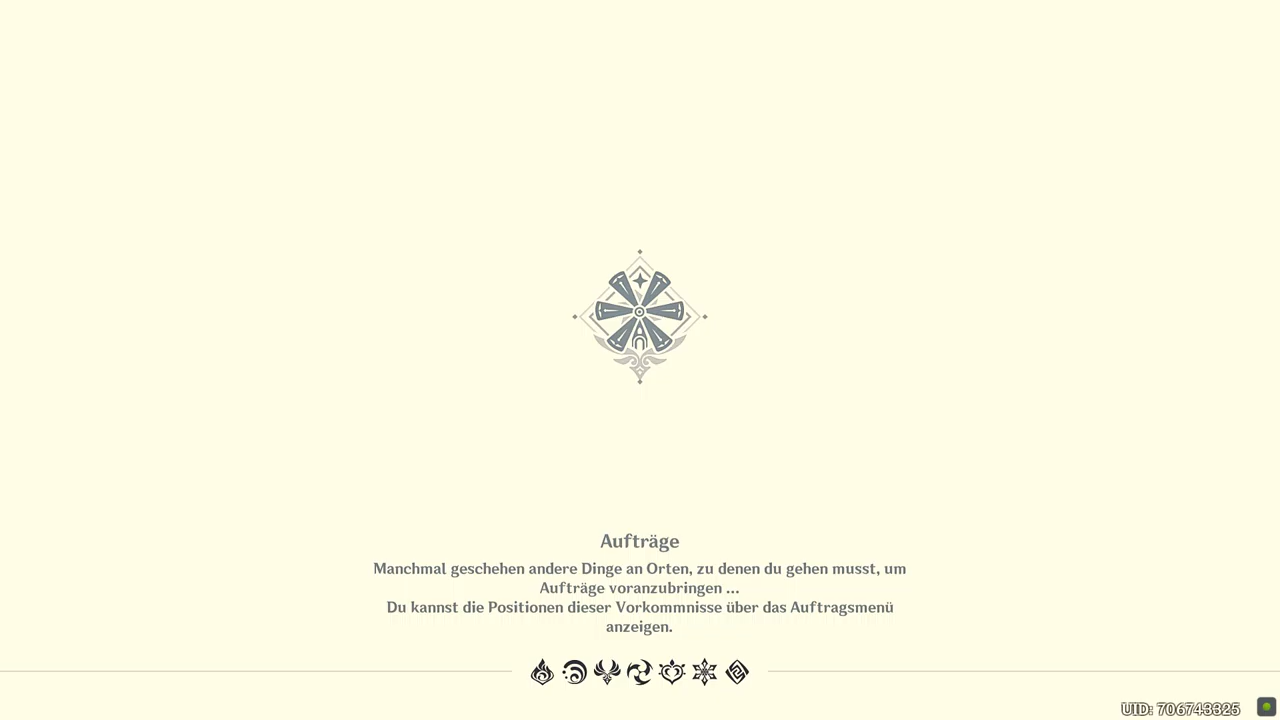 Aufträge
Manchmal geschehen andere Dinge an Orten, zu denen du gehen musst, um
Aufträge voranzubringen ...
Du kannst die Positionen dieser Vorkommnisse über das Auftragsmenü
anzeigen.
UID: 706743325